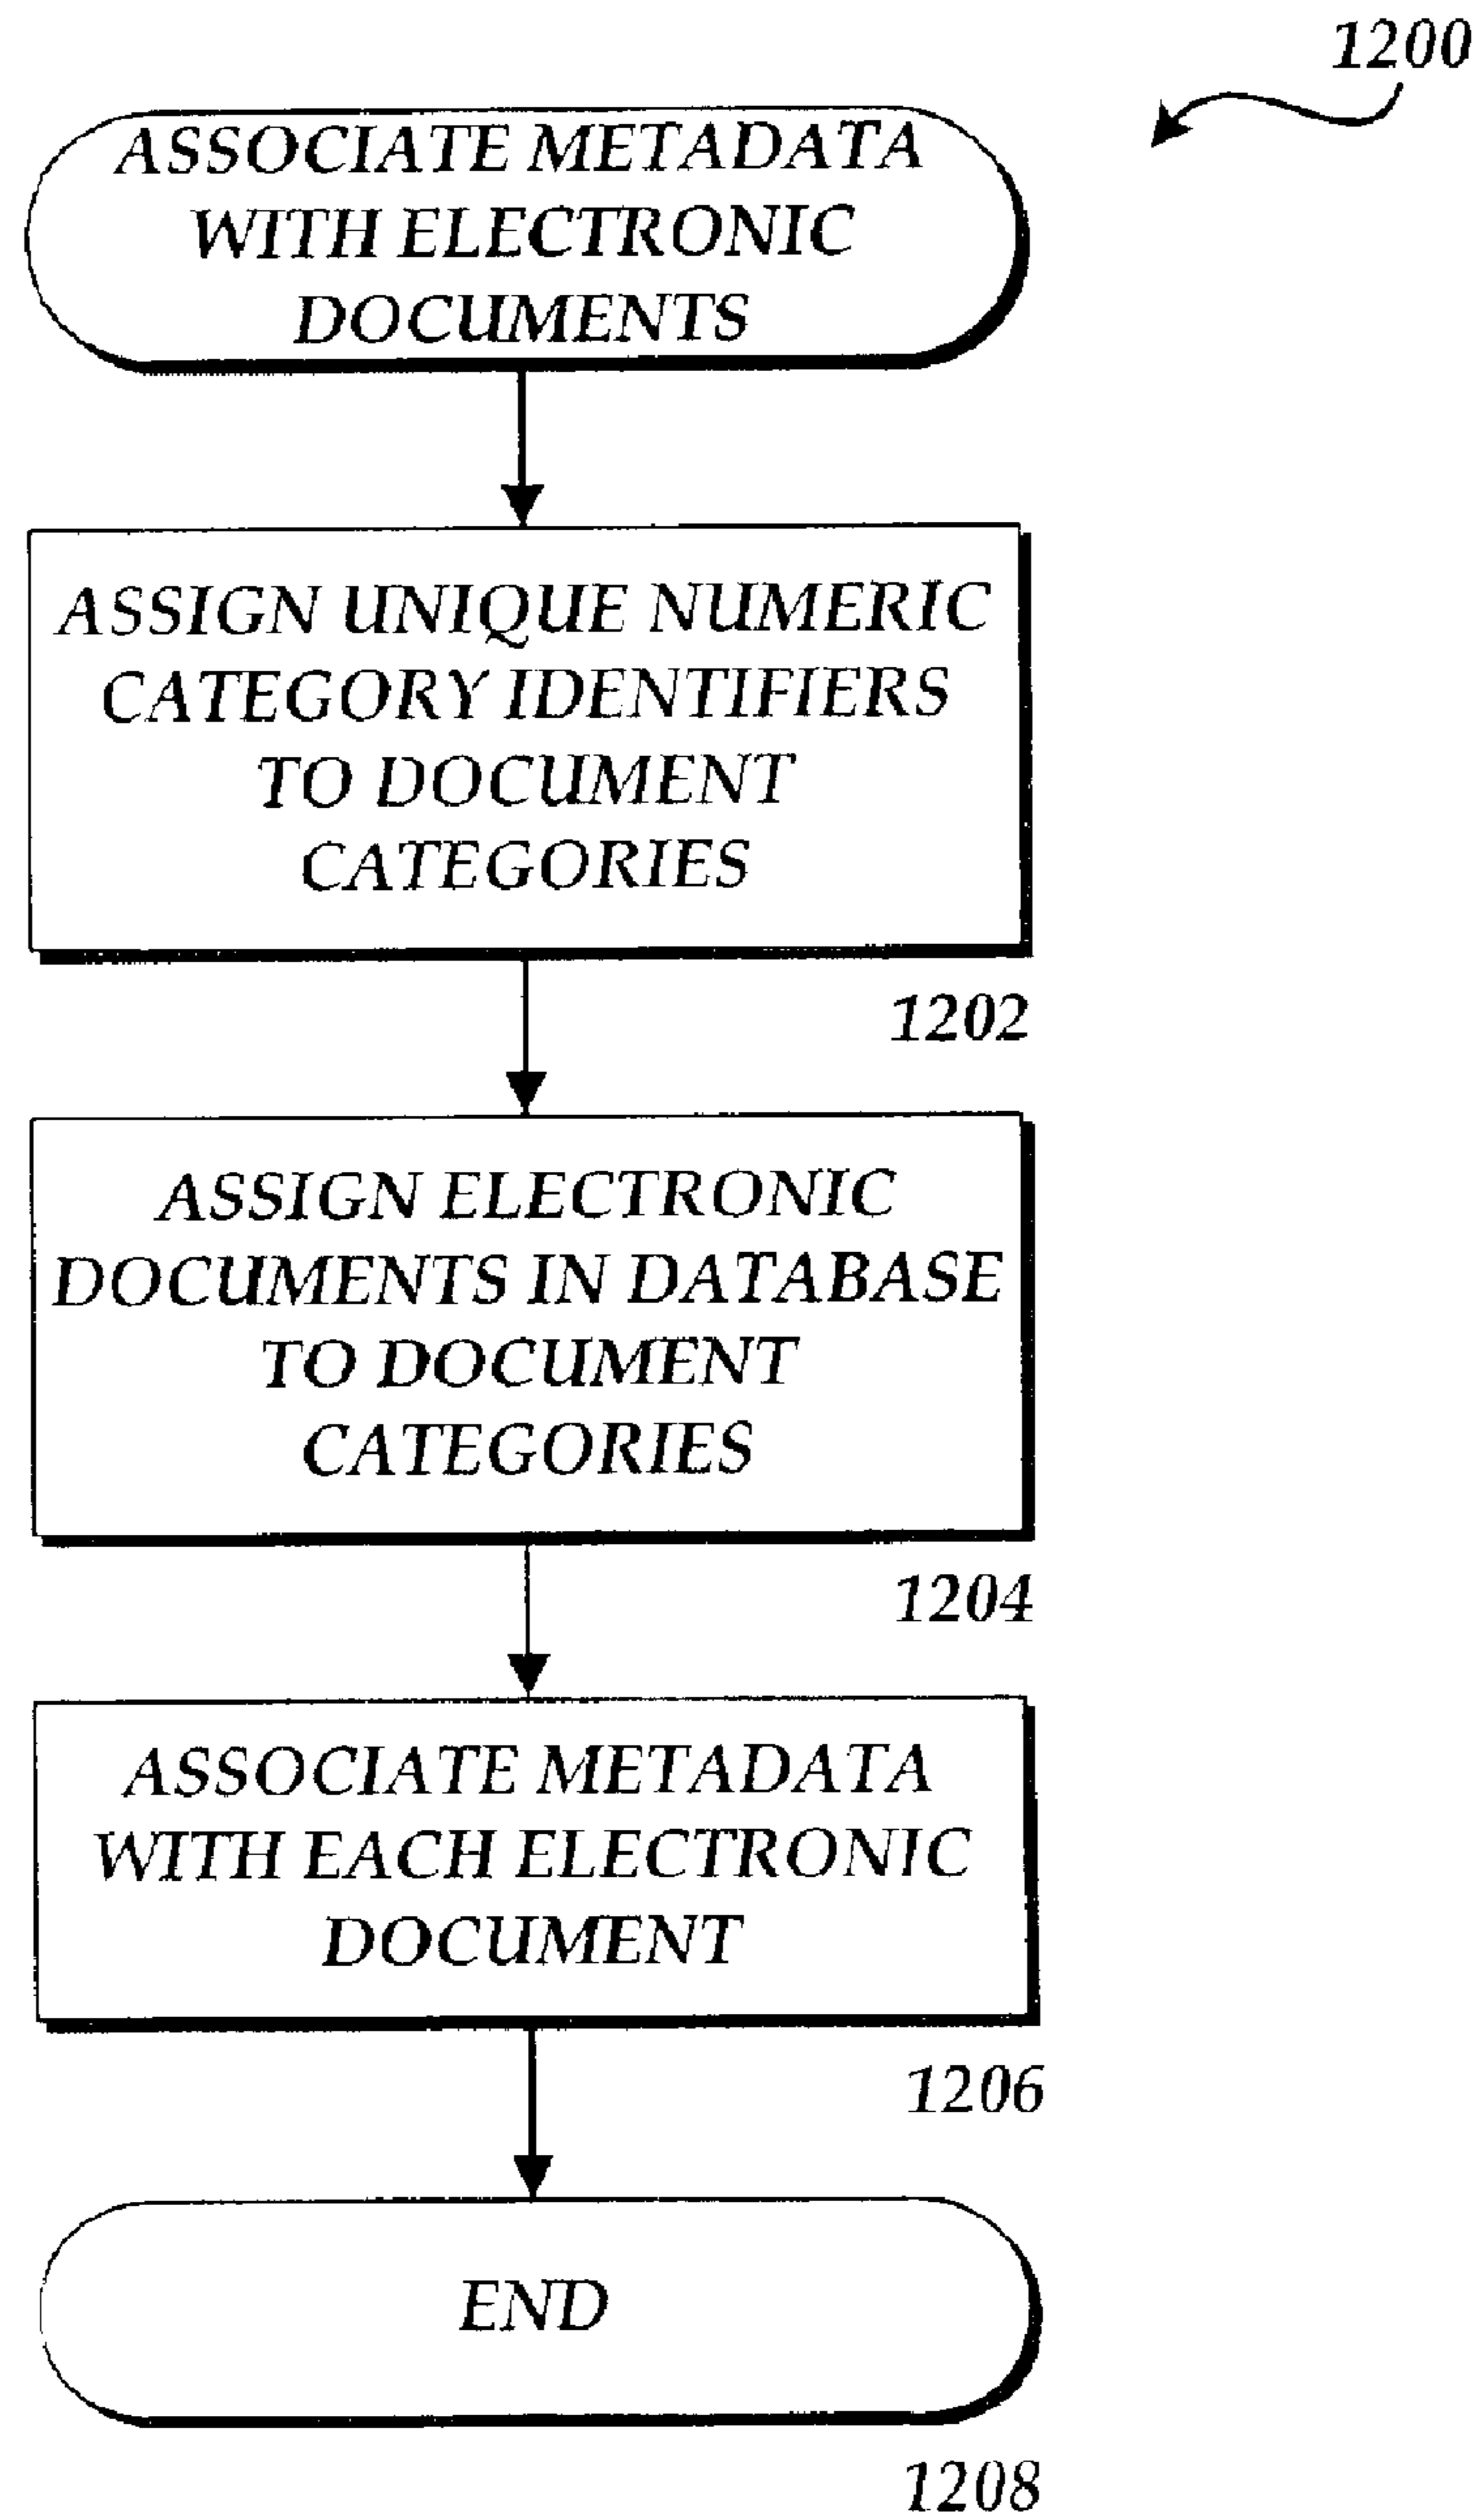 1200
ASSOCIATE METADATA
WITH ELECTRONIC
DOCUMENTS
ASSIGN UNIQUE NUMERIC
CATEGORY IDENTIFIERS
TO DOCUMENT
CATEGORIES
1202
ASSIGN ELECTRONIC
DOCUMENTS IN DATABASE
TO DOCUMENT
CATEGORIES
1204
ASSOCIATE METADATA
WITH EACH ELECTRONIC
DOCUMENT
1206
END
1208